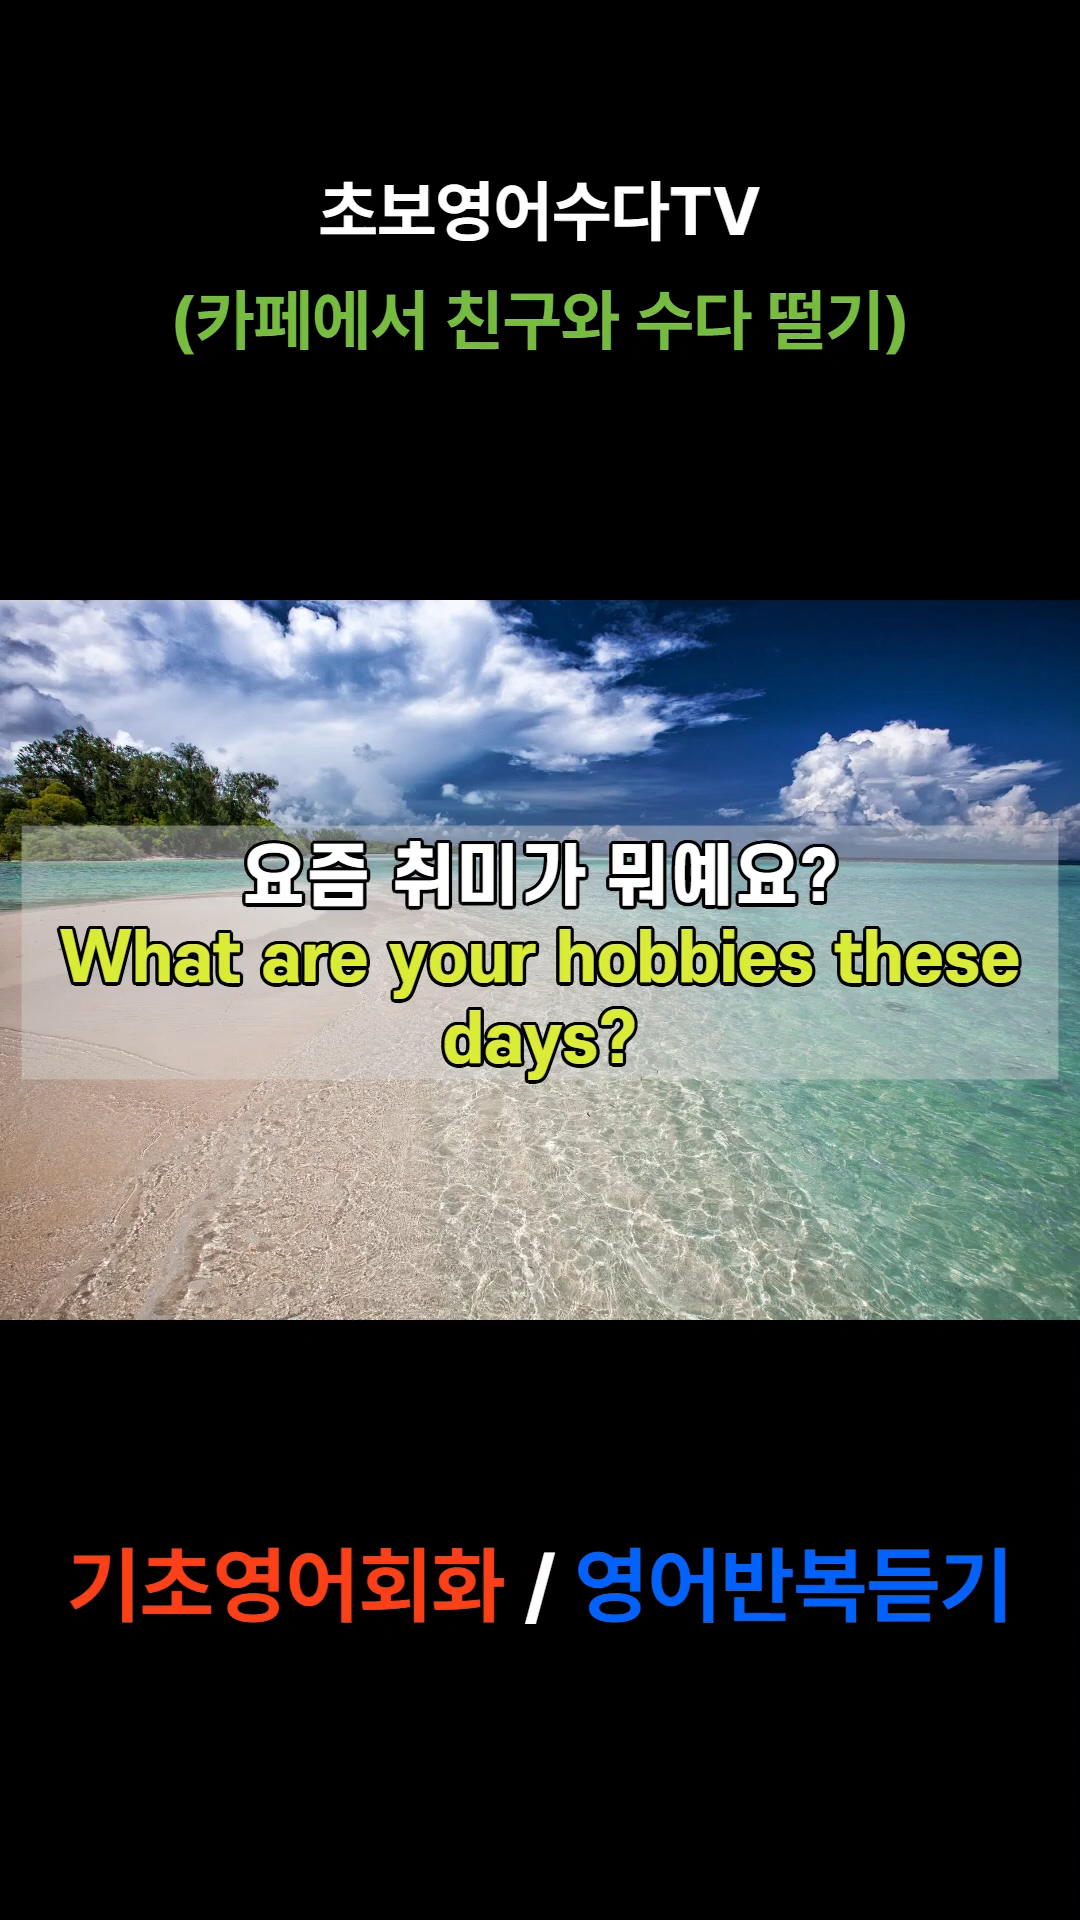 초보영어수다TV
(카페에서 친구와 수다 떨기)
요즘 취미가 뭐예요?
What are your hobbies these
days?
기초영어회화 / 영어반복듣기